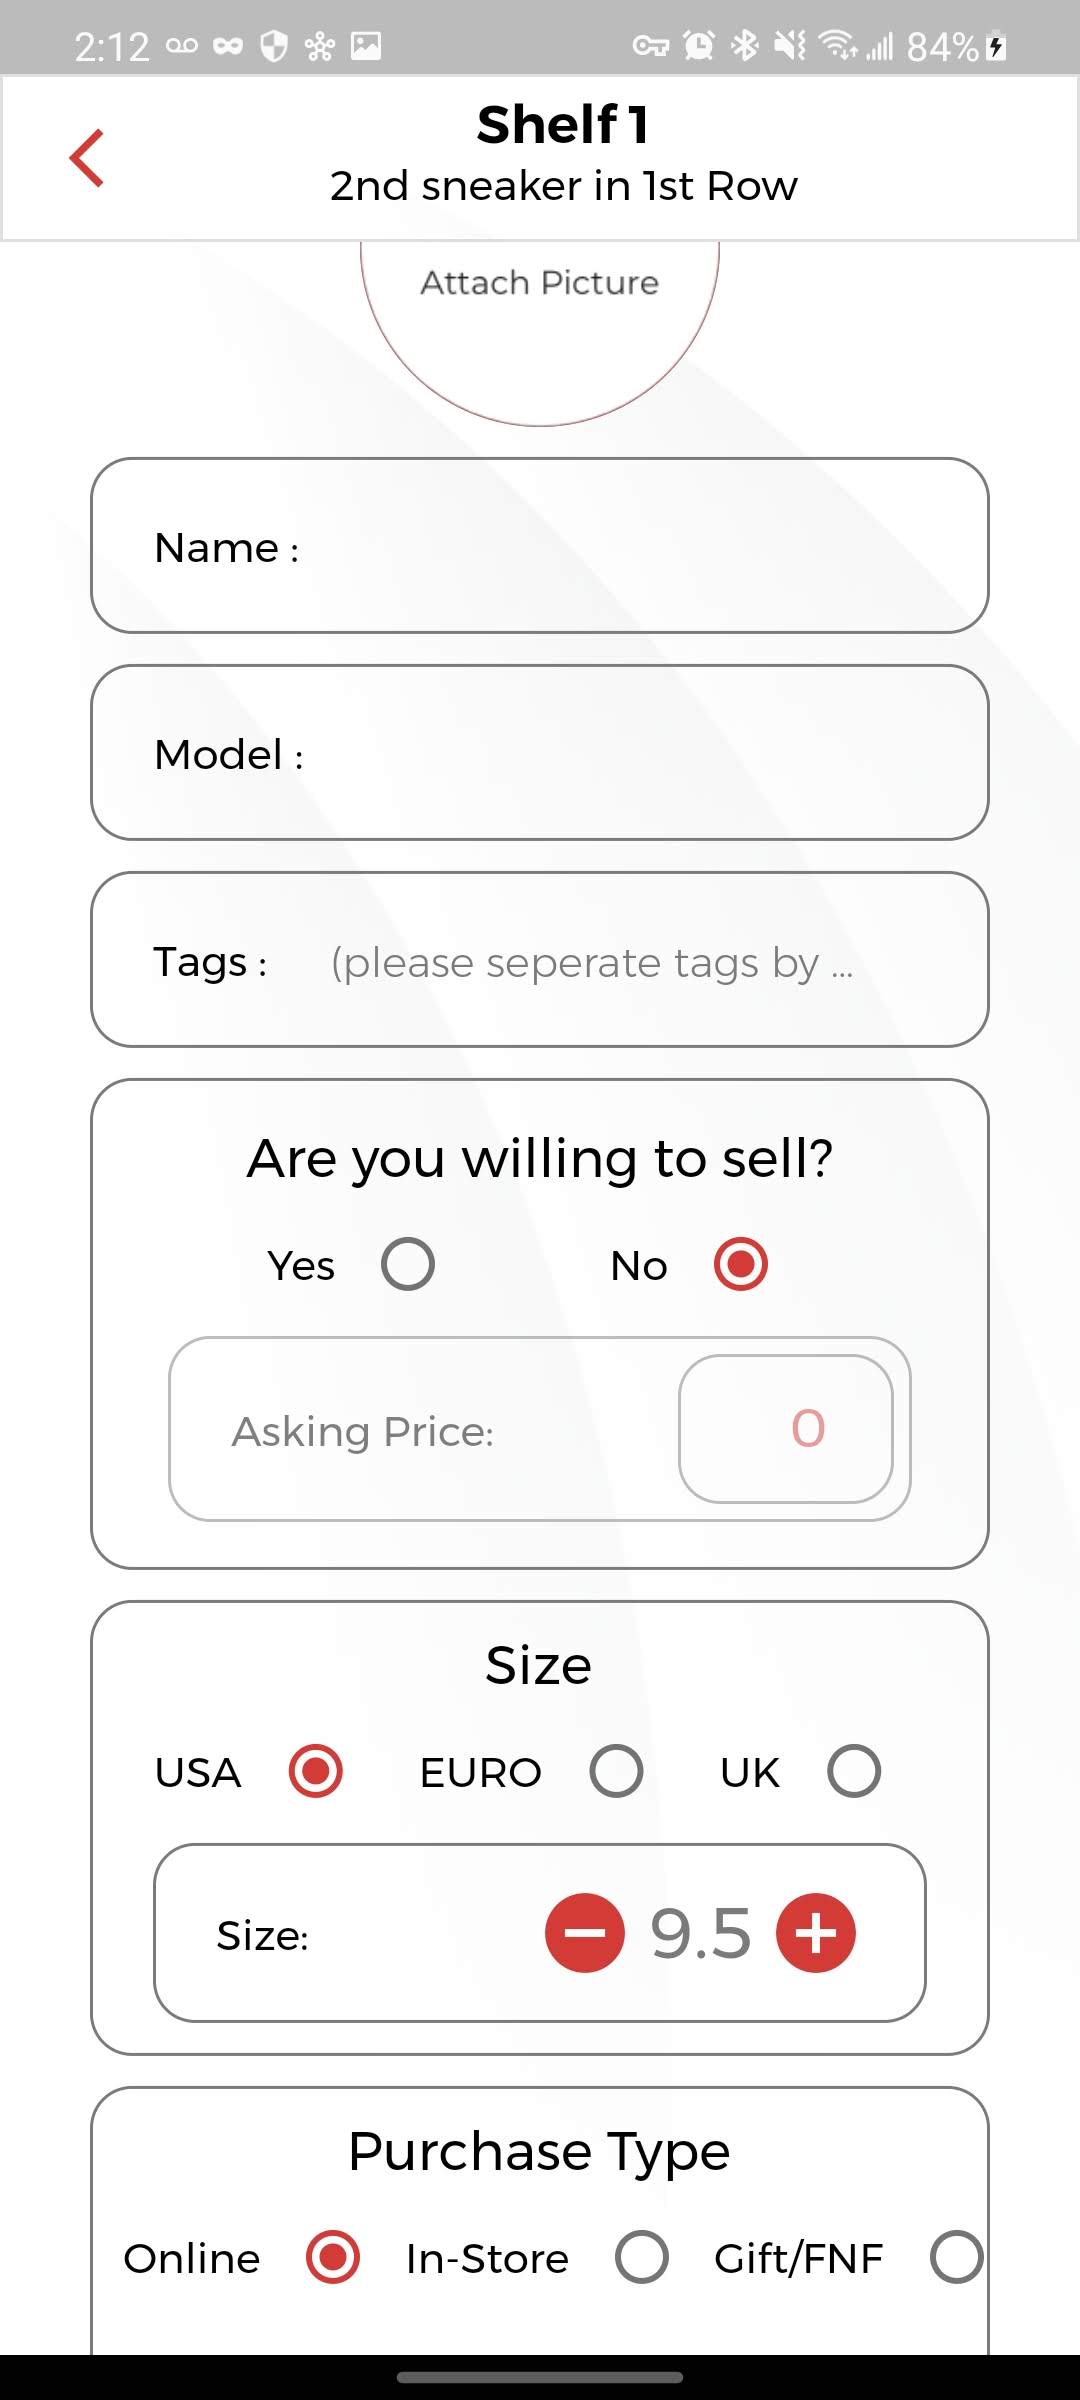 2:12
84%
Shelf 1
2nd sneaker in 1st Row
Attach Picture
Name :
Model :
Tags : (please seperate tags by ...
Are you willing to sell?
Yes No
Asking Price: 0
Size
USA EURO UK
Size: 9.5
Purchase Type
Online In-Store Gift/FNF